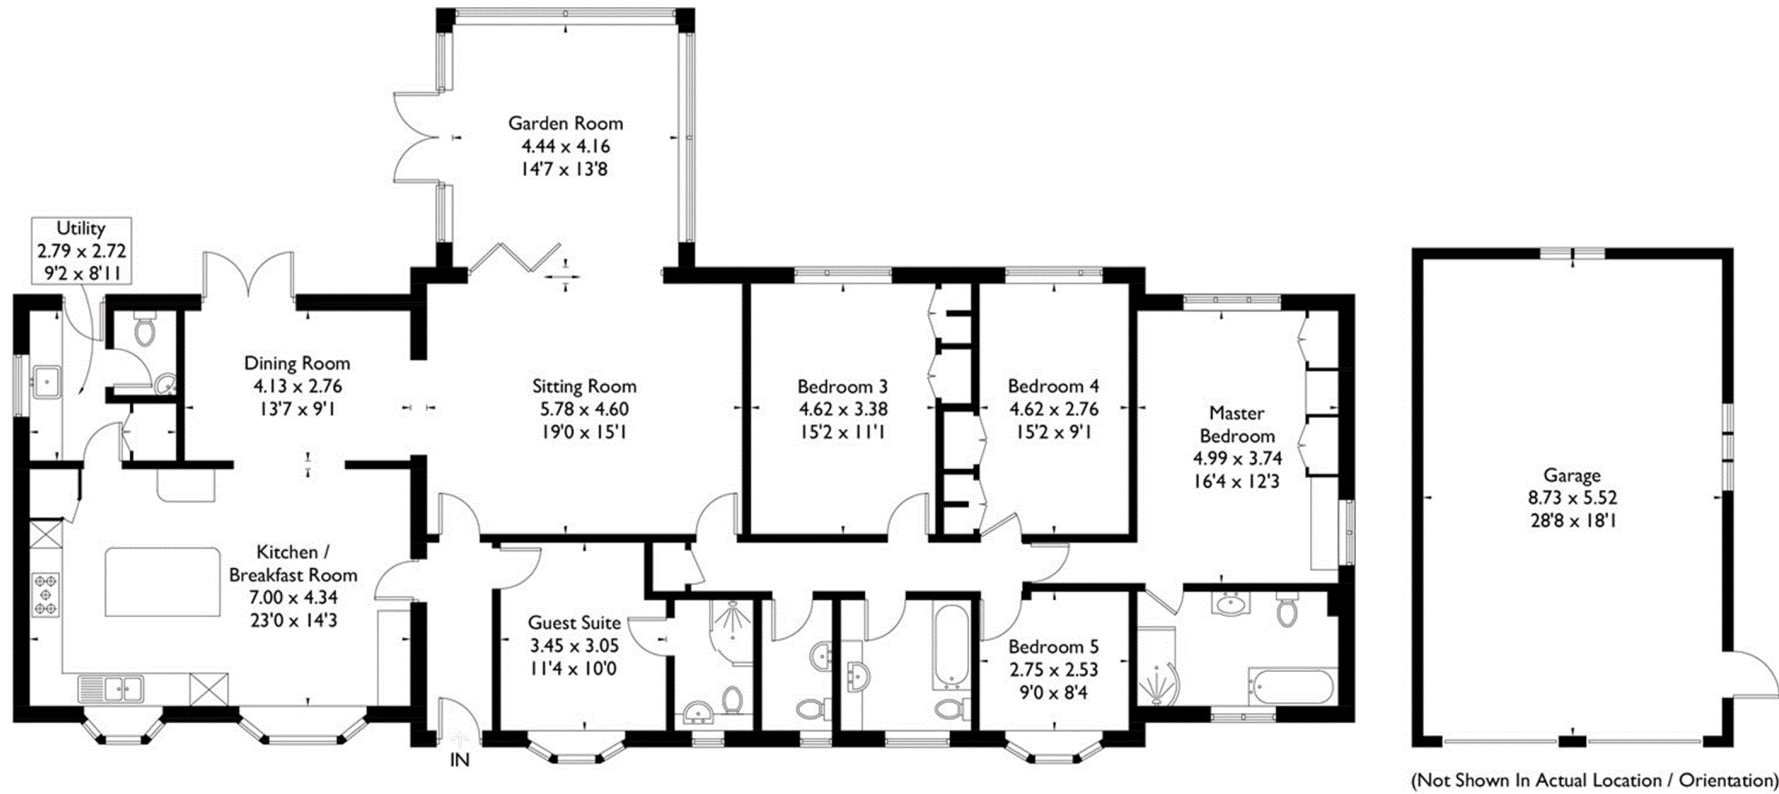 Garden Room
4.44 x 4.16
14'7 x 13'8
Utility
2.79 x 2.72
9'2 x 8'11
Dining Room
4.13 x 2.76
13'7 x 9'1
Sitting Room
5.78 x 4.60
19'0 x 15'1
Bedroom 3
4.62 x 3.38
15'2 x 11'1
Bedroom 4
4.62 x 2.76
15'2 x 9'1
Master
Bedroom
4.99 x 3.74
16'4 x 12'3
Garage
8.73 x 5.52
28'8 x 18'1
Kitchen /
Breakfast Room
7.00 x 4.34
23'0 x 14'3
Guest Suite
3.45 x 3.05
11'4 x 10'0
Bedroom 5
2.75 x 2.53
9'0 x 8'4
IN
(Not Shown In Actual Location / Orientation)